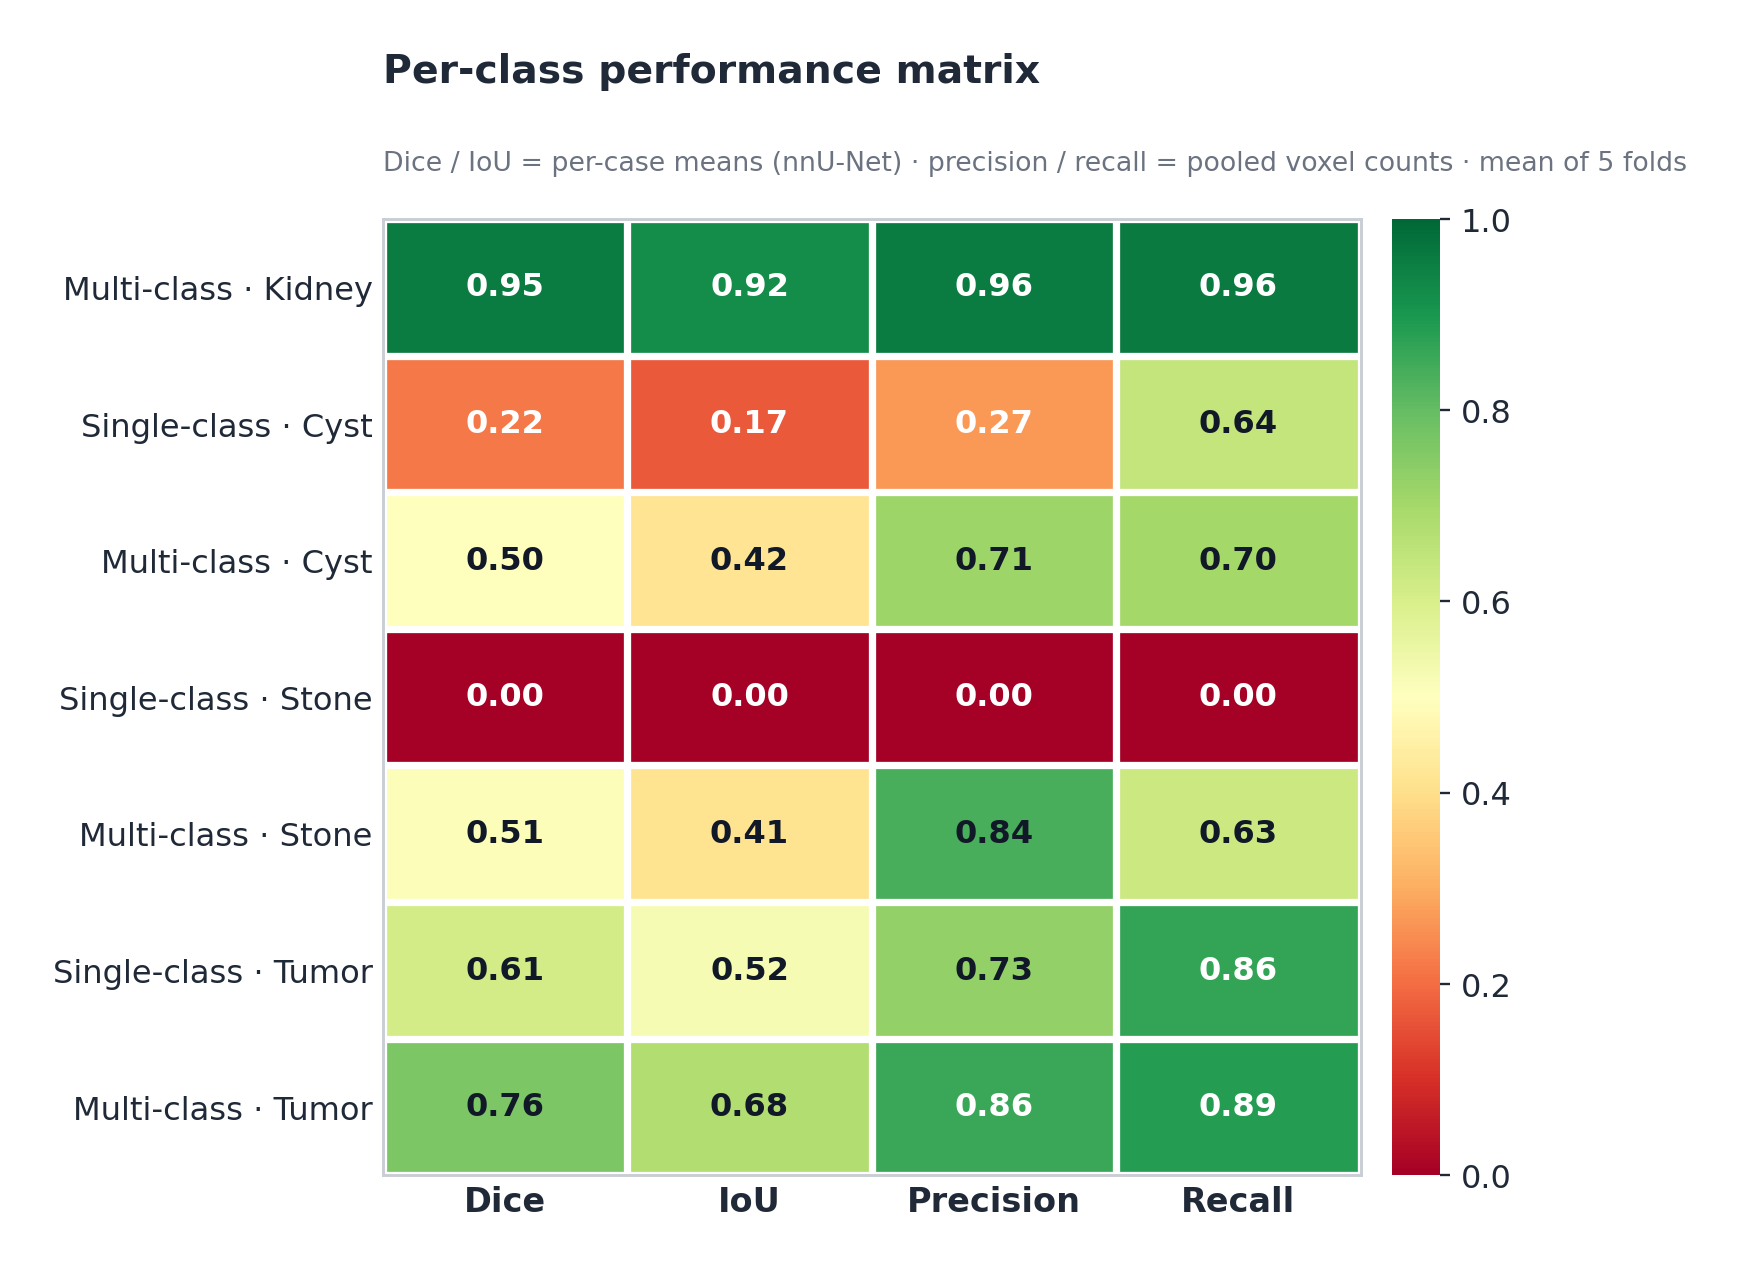 Per-class performance matrix
Dice / IoU = per-case means (nnU-Net) · precision / recall = pooled voxel counts · mean of 5 folds
Multi-class · Kidney 0.95 0.92 0.96 0.96
Single-class · Cyst 0.22 0.17 0.27 0.64
Multi-class · Cyst 0.50 0.42 0.71 0.70
Single-class · Stone 0.00 0.00 0.00 0.00
Multi-class · Stone 0.51 0.41 0.84 0.63
Single-class · Tumor 0.61 0.52 0.73 0.86
Multi-class · Tumor 0.76 0.68 0.86 0.89
Dice IoU Precision Recall
1.0
0.8
0.6
0.4
0.2
0.0